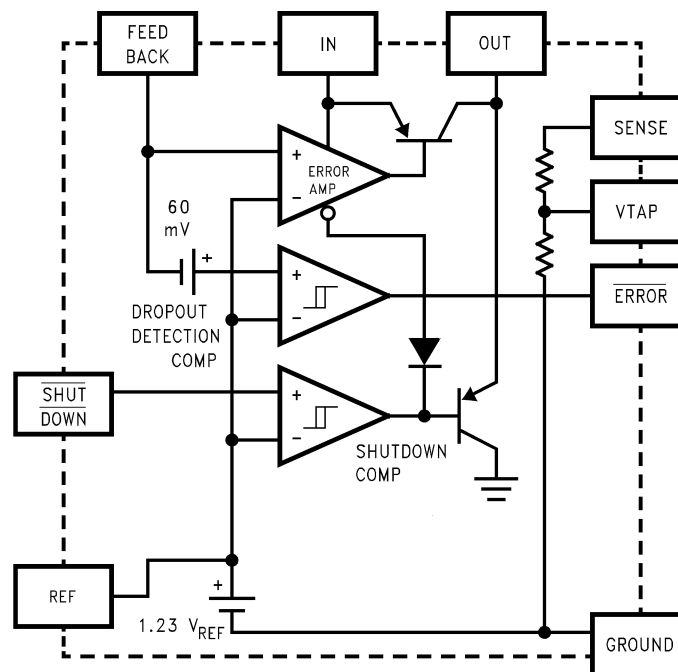 FEED
BACK
IN
OUT
SENSE
+
ERROR
AMP
−
VTAP
60
mV
+
+
ERROR
DROPOUT
DETECTION
COMP
−
SHUT
DOWN
+
−
SHUTDOWN
COMP
REF
+
1.23 VREF
GROUND